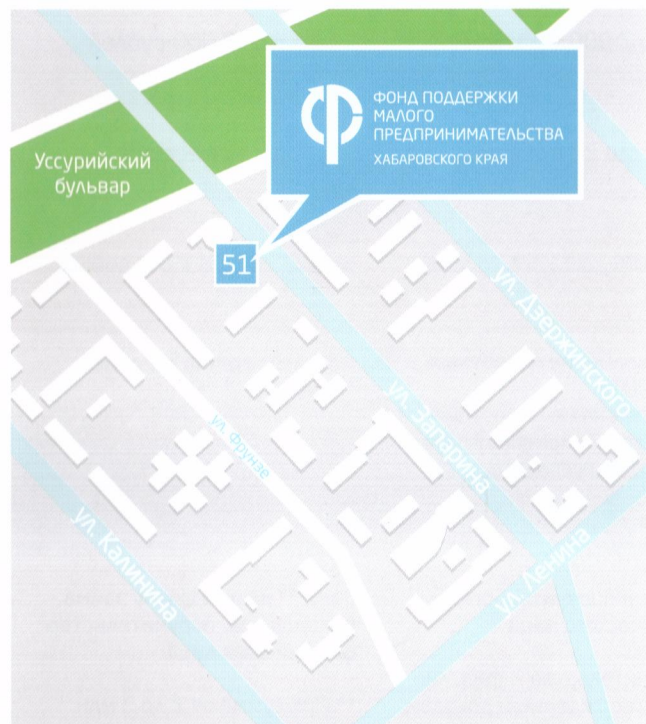 ФОНД ПОДДЕРЖКИ
МАЛОГО
ПРЕДПРИНИМАТЕЛЬСТВА
ХАБАРОВСКОГО КРАЯ
Уссурийский
бульвар
51
ул. Дзержинского
ул. Запарина
ул. Фрунзе
ул. Калинина
ул. Ленина